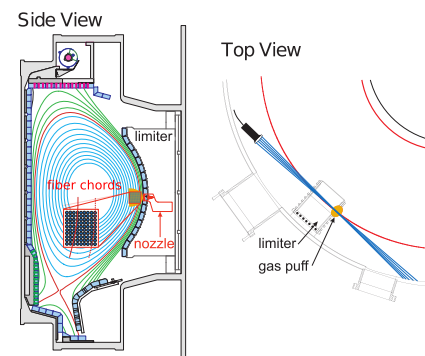 Side View
Top View
limiter
fiber chords
nozzle
limiter
gas puff